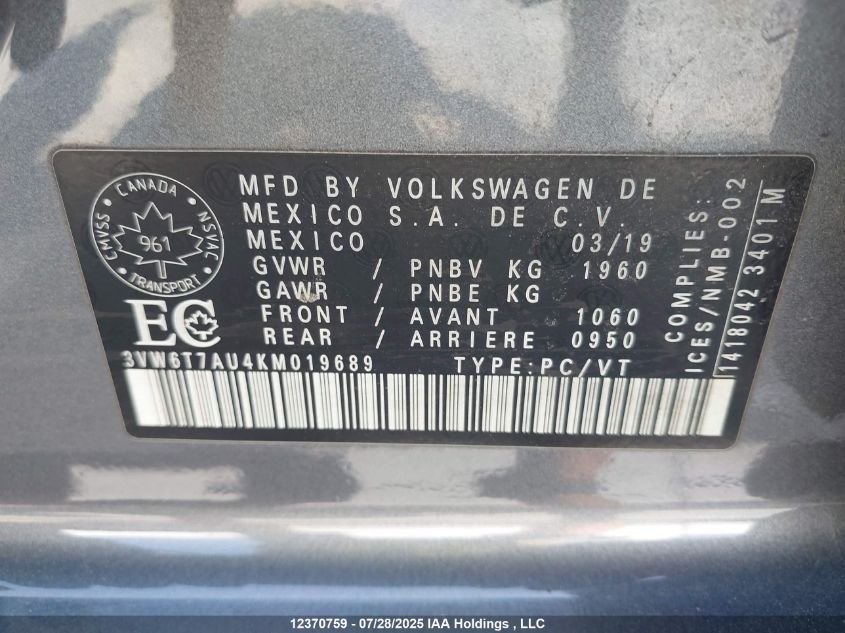 CANADA
CMVSS
NSVAC
961
TRANSPORT
MFD BY VOLKSWAGEN DE
MEXICO S.A. DE C.V.
MEXICO 03/19
GVWR / PNBV KG 1960
GAWR / PNBE KG
FRONT / AVANT 1060
REAR / ARRIERE 0950
EC
3VW6T7AU4KM019689 TYPE:PC/VT
COMPLIES:
ICES/NMB-002
1418042 3401 M
12370759 - 07/28/2025 IAA Holdings , LLC